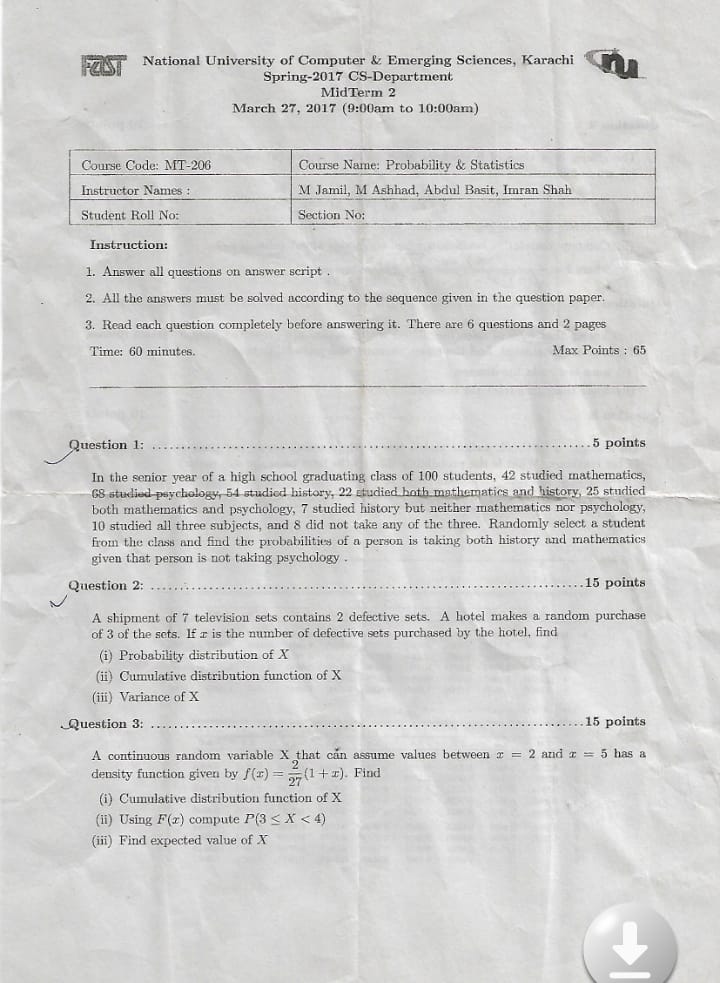 FAST
National University of Computer & Emerging Sciences, Karachi
nu
Spring-2017 CS-Department
MidTerm 2
March 27, 2017 (9:00am to 10:00am)
Course Code: MT-206 Course Name: Probability & Statistics
Instructor Names : M Jamil, M Ashhad, Abdul Basit, Imran Shah
Student Roll No: Section No:
Instruction:
1. Answer all questions on answer script .
2. All the answers must be solved according to the sequence given in the question paper.
3. Read each question completely before answering it. There are 6 questions and 2 pages
Time: 60 minutes. Max Points : 65
Question 1: ........................................................................5 points
In the senior year of a high school graduating class of 100 students, 42 studied mathematics,
68 studied psychology, 54 studied history, 22 studied both mathematics and history, 25 studied
both mathematics and psychology, 7 studied history but neither mathematics nor psychology,
10 studied all three subjects, and 8 did not take any of the three. Randomly select a student
from the class and find the probabilities of a person is taking both history and mathematics
given that person is not taking psychology .
Question 2: .......................................................................15 points
A shipment of 7 television sets contains 2 defective sets. A hotel makes a random purchase
of 3 of the sets. If x is the number of defective sets purchased by the hotel, find
(i) Probability distribution of X
(ii) Cumulative distribution function of X
(iii) Variance of X
Question 3: .......................................................................15 points
A continuous random variable X that can assume values between x = 2 and x = 5 has a
density function given by f(x) = 2/27 (1 + x). Find
(i) Cumulative distribution function of X
(ii) Using F(x) compute P(3 ≤ X < 4)
(iii) Find expected value of X